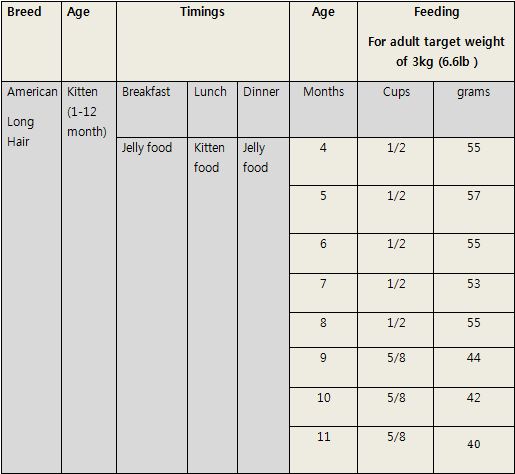 Breed Age Timings Age Feeding
For adult target weight
of 3kg (6.6lb )
American Kitten Breakfast Lunch Dinner Months Cups grams
Long (1-12
Hair month)
Jelly food Kitten Jelly 4 1/2 55
food food
5 1/2 57
6 1/2 55
7 1/2 53
8 1/2 55
9 5/8 44
10 5/8 42
11 5/8 40